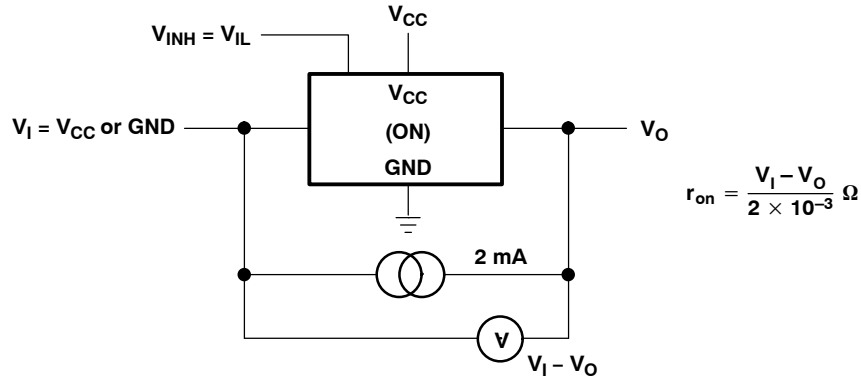 V_CC
V_INH = V_IL
V_CC
V_I = V_CC or GND
(ON)
V_O
GND
r_on = (V_I – V_O) / (2 × 10^–3) Ω
2 mA
V
V_I – V_O